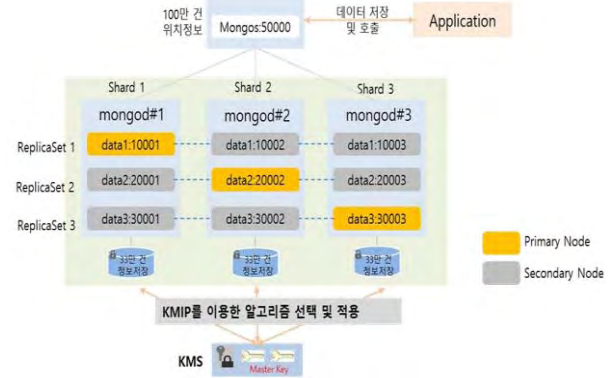 100만 건
위치정보
Mongos:50000
데이터 저장
및 호출
Application
Shard 1
Shard 2
Shard 3
mongod#1
mongod#2
mongod#3
ReplicaSet 1
data1:10001
data1:10002
data1:10003
ReplicaSet 2
data2:20001
data2:20002
data2:20003
ReplicaSet 3
data3:30001
data3:30002
data3:30003
33만 건
정보저장
33만 건
정보저장
33만 건
정보저장
Primary Node
Secondary Node
KMIP를 이용한 알고리즘 선택 및 적용
KMS
Master Key